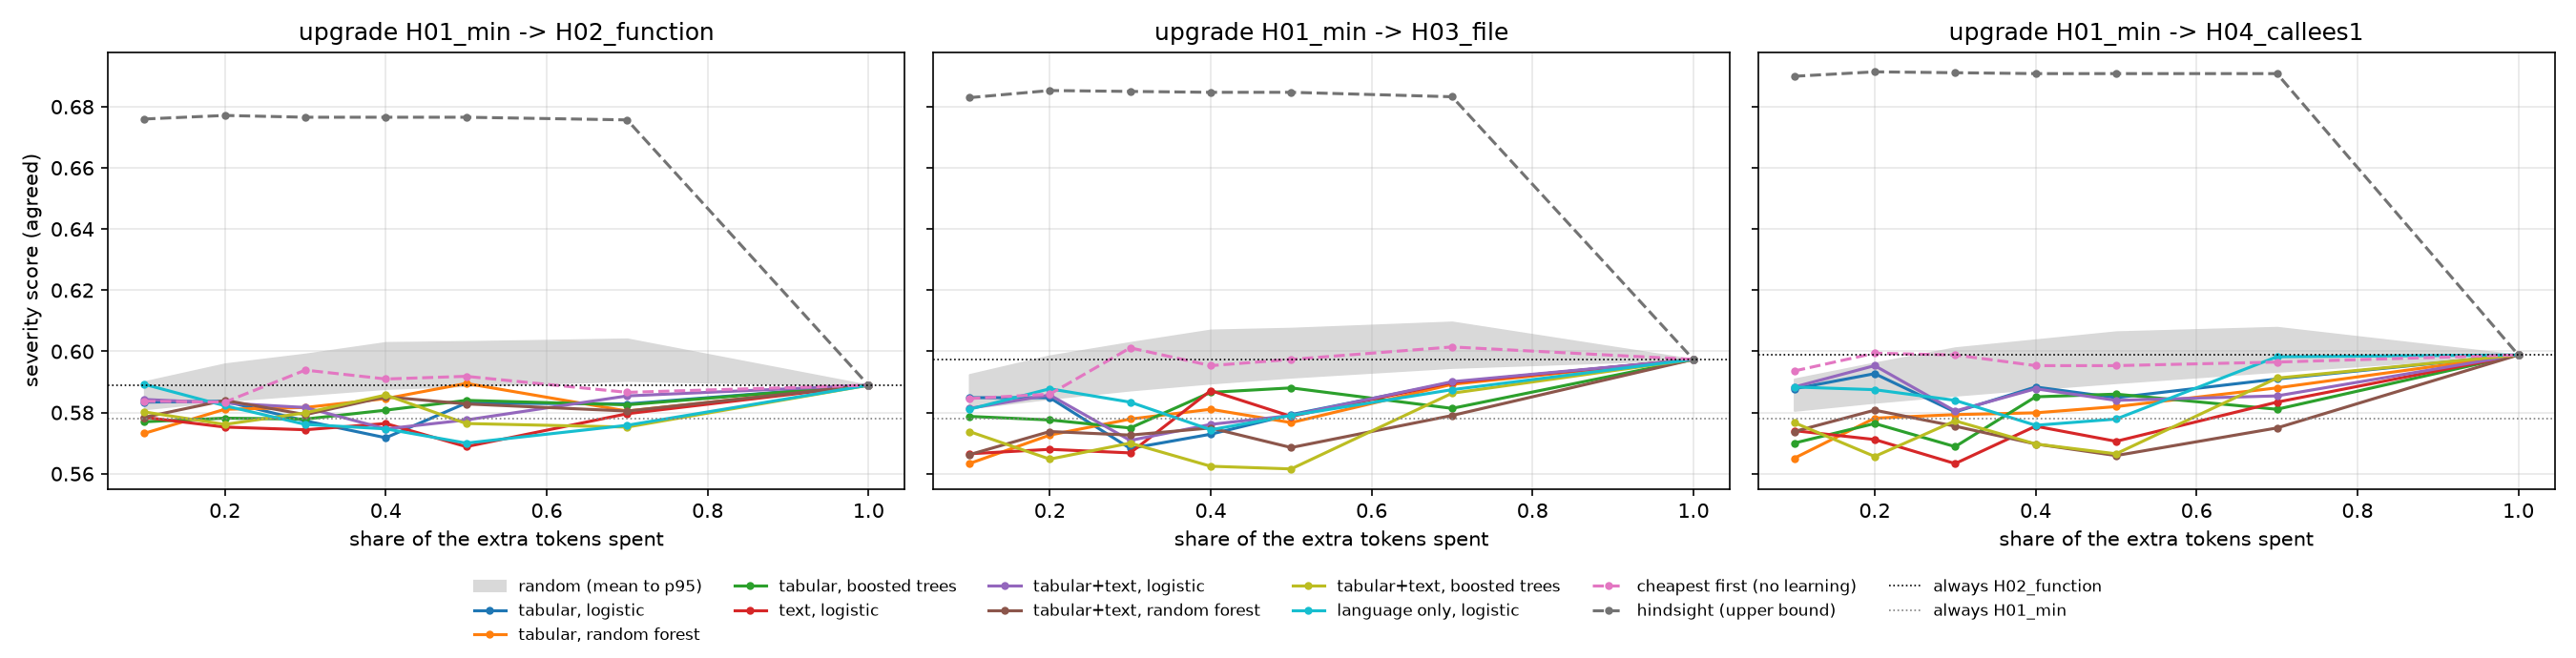 upgrade H01_min -> H02_function
upgrade H01_min -> H03_file
upgrade H01_min -> H04_callees1
severity score (agreed)
0.68
0.66
0.64
0.62
0.60
0.58
0.56
0.2 0.4 0.6 0.8 1.0
0.2 0.4 0.6 0.8 1.0
0.2 0.4 0.6 0.8 1.0
share of the extra tokens spent
share of the extra tokens spent
share of the extra tokens spent
random (mean to p95)
tabular, logistic
tabular, random forest
tabular, boosted trees
text, logistic
tabular+text, logistic
tabular+text, random forest
tabular+text, boosted trees
language only, logistic
cheapest first (no learning)
hindsight (upper bound)
always H02_function
always H01_min